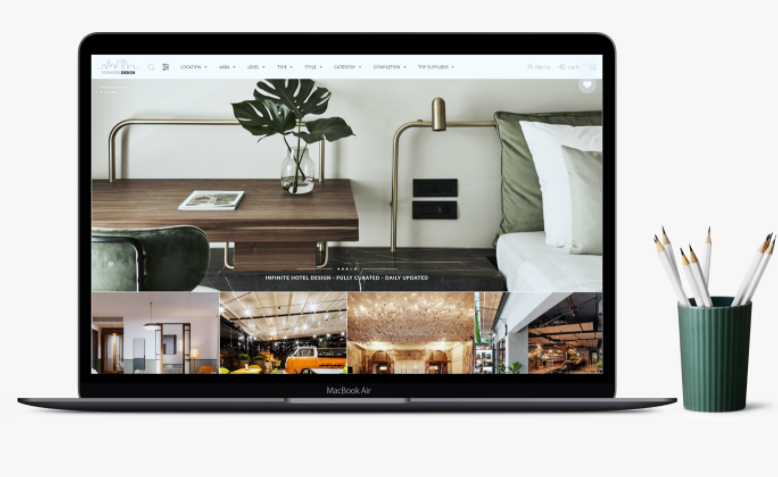 TOPHOTEL DESIGN
LOCATION AREA LEVEL TYPE STYLE CATEGORY COMPLETION TOP SUPPLIERS Sign Up Log In
INFINITE HOTEL DESIGN - FULLY CURATED - DAILY UPDATED
MacBook Air